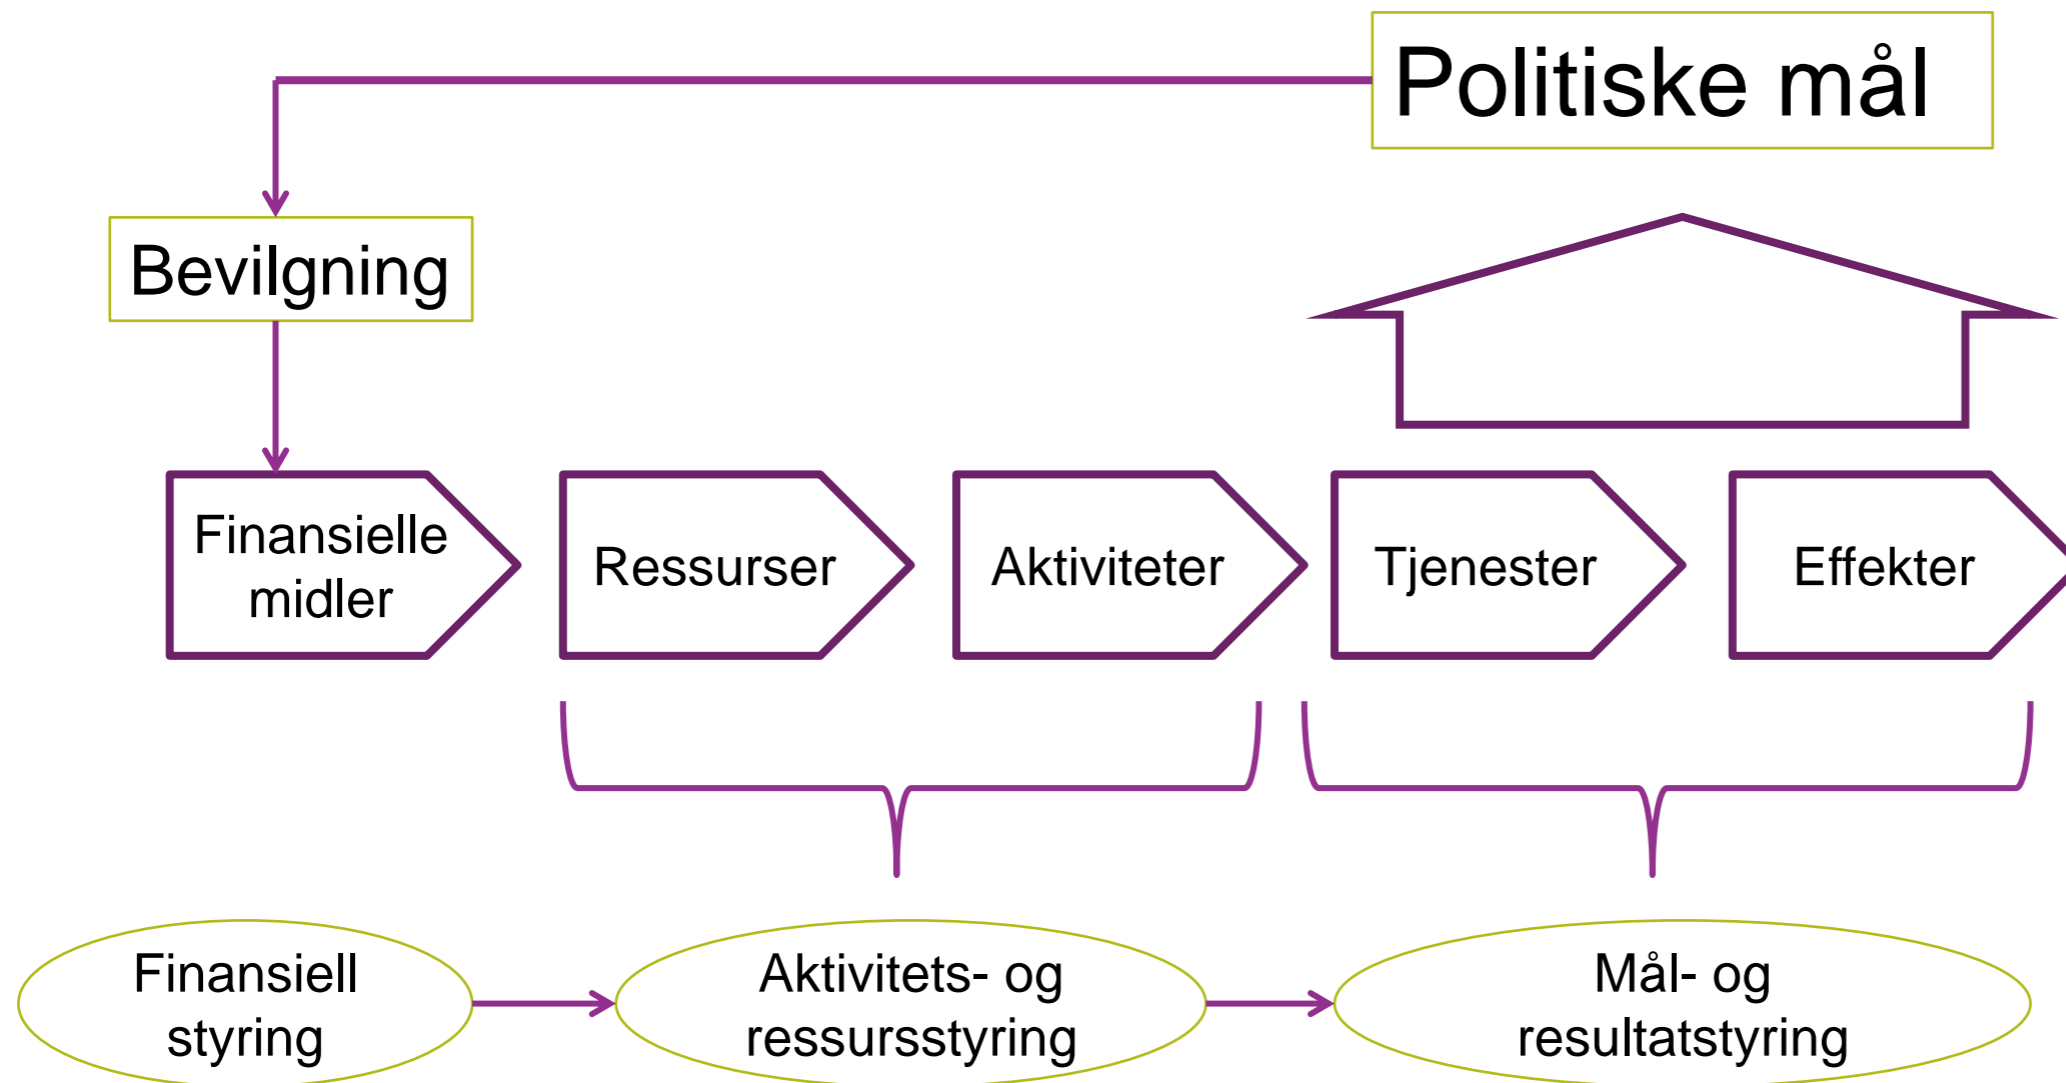 Politiske mål
Bevilgning
Finansielle
midler
Ressurser
Aktiviteter
Tjenester
Effekter
Finansiell
styring
Aktivitets- og
ressursstyring
Mål- og
resultatstyring